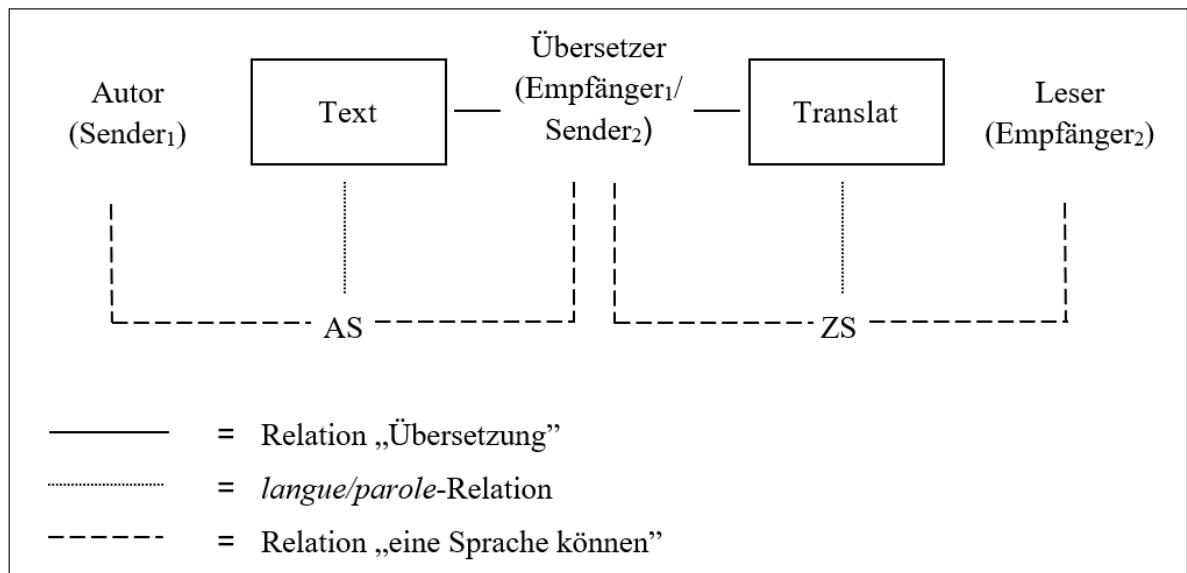 Autor
(Sender₁)
Text
Übersetzer
(Empfänger₁/
Sender₂)
Translat
Leser
(Empfänger₂)
AS
ZS
= Relation „Übersetzung”
= langue/parole-Relation
= Relation „eine Sprache können”